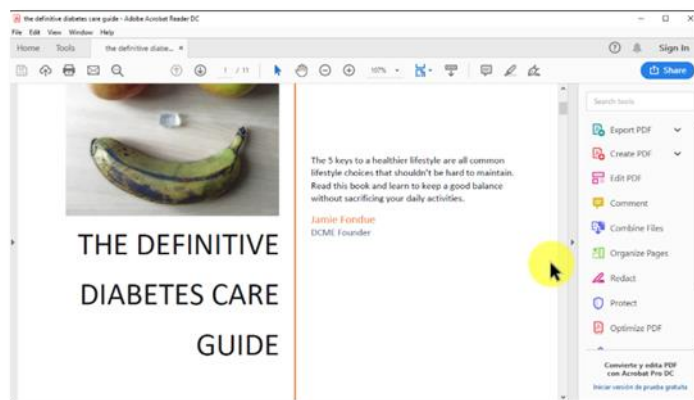 the definitive diabetes care guide - Adobe Acrobat Reader DC
File Edit View Window Help
Home Tools the definitive diabe... × Sign In
1 / 11 107% Share
The 5 keys to a healthier lifestyle are all common
lifestyle choices that shouldn't be hard to maintain.
Read this book and learn to keep a good balance
without sacrificing your daily activities.
Jamie Fondue
DCME Founder
THE DEFINITIVE
DIABETES CARE
GUIDE
Search tools
Export PDF
Create PDF
Edit PDF
Comment
Combine Files
Organize Pages
Redact
Protect
Optimize PDF
Convierte y edita PDF
con Acrobat Pro DC
Iniciar versión de prueba gratuita